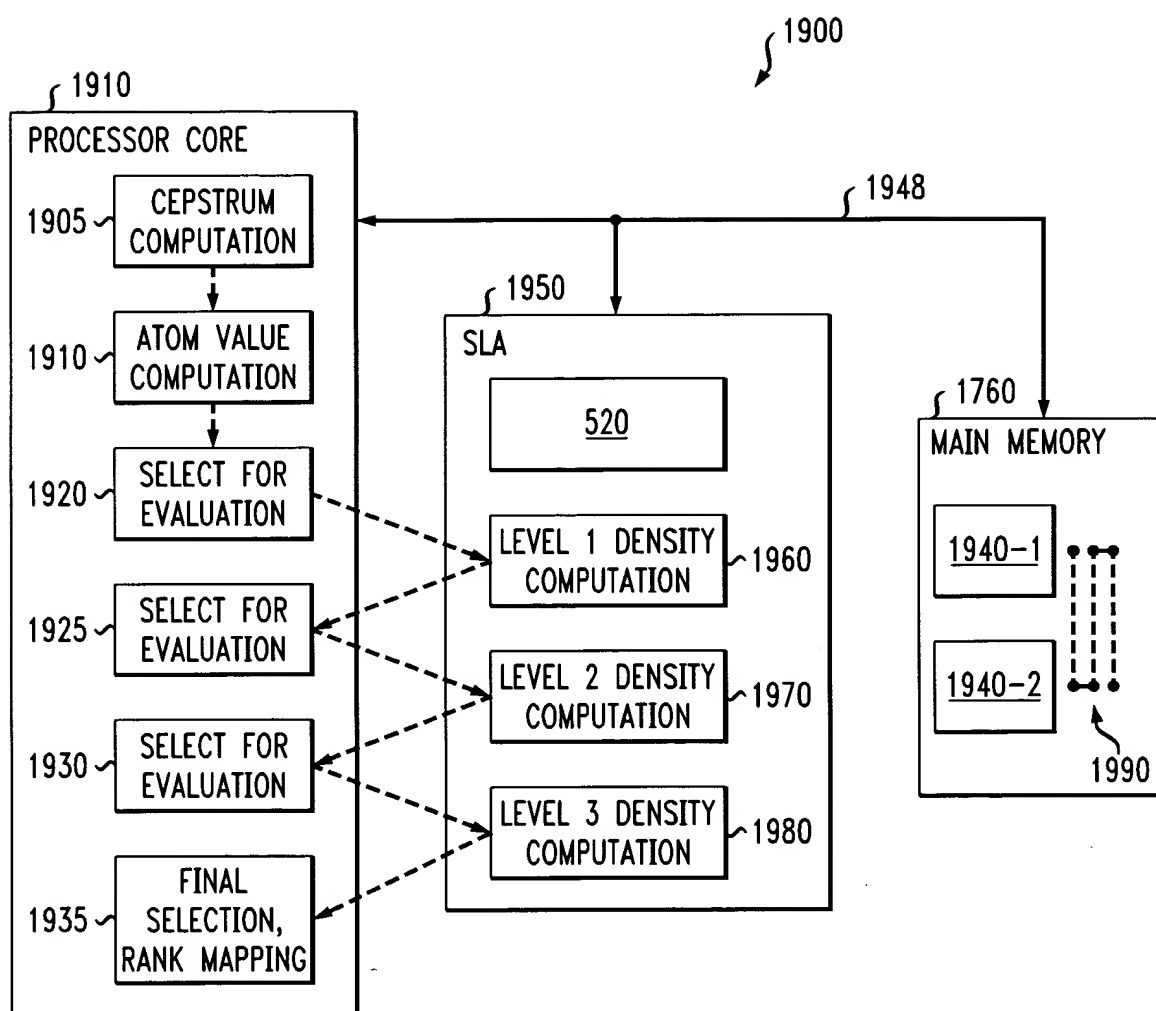 1900
1910
PROCESSOR CORE
1905
CEPSTRUM
COMPUTATION
1910
ATOM VALUE
COMPUTATION
1920
SELECT FOR
EVALUATION
1925
SELECT FOR
EVALUATION
1930
SELECT FOR
EVALUATION
1935
FINAL
SELECTION,
RANK MAPPING
1948
1950
SLA
520
LEVEL 1 DENSITY
COMPUTATION
1960
LEVEL 2 DENSITY
COMPUTATION
1970
LEVEL 3 DENSITY
COMPUTATION
1980
1760
MAIN MEMORY
1940-1
1940-2
1990